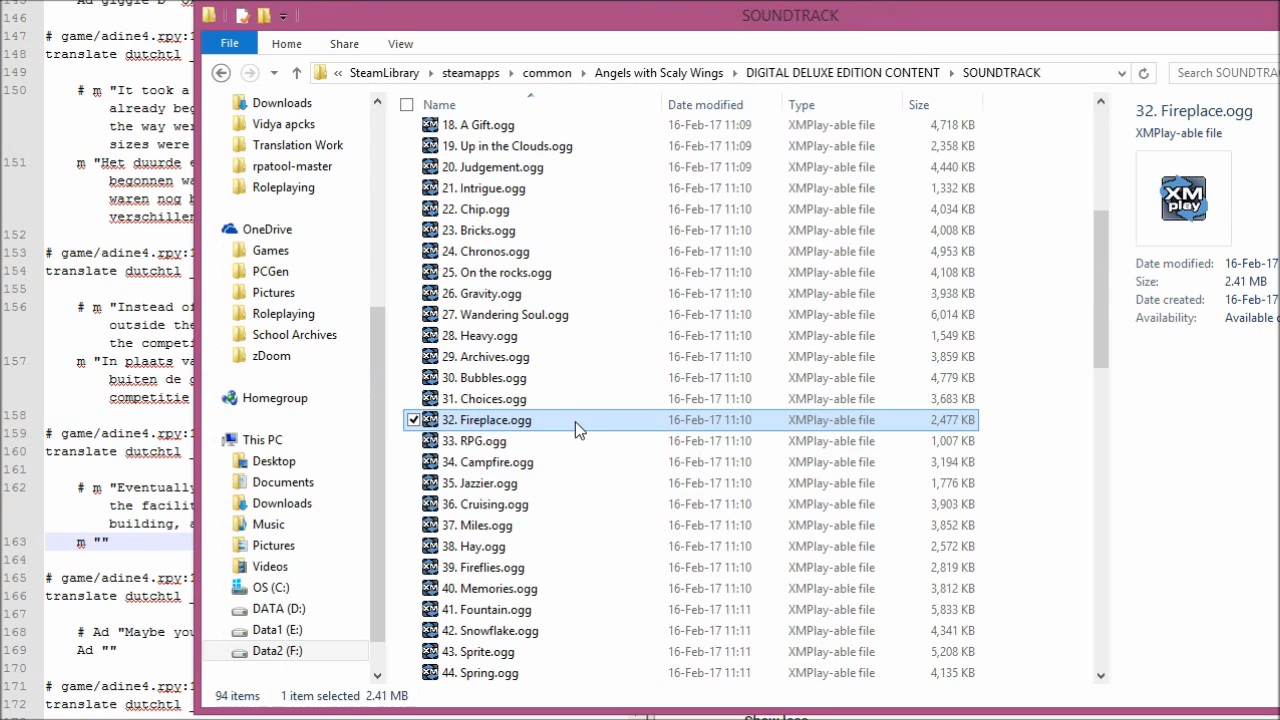 145
Ad giggle b "Or
146
147 # game/adine4.rpy:1
148 translate dutchtl _
149
150 # m "It took a
already beg
the way wer
sizes were
151 m "Het duurde e
begonnen wa
waren nog
verschiller
152
153 # game/adine4.rpy:1
154 translate dutchtl _
155
156 # m "Instead of
outside the
the competi
157 m "In plaats va
buiten de
competitie
158
159 # game/adine4.rpy:1
160 translate dutchtl _
161
162 # m "Eventually
the facilit
building, a
163 m ""
164
165 # game/adine4.rpy:1
166 translate dutchtl _
167
168 # Ad "Maybe you
169 Ad ""
170
171 # game/adine4.rpy:1
172 translate dutchtl _
SOUNDTRACK
File Home Share View
« SteamLibrary steamapps common Angels with Scaly Wings DIGITAL DELUXE EDITION CONTENT SOUNDTRACK
Search SOUNDTRA
Downloads
Vidya apcks
Translation Work
rpatool-master
Roleplaying
OneDrive
Games
PCGen
Pictures
Roleplaying
School Archives
zDoom
Homegroup
This PC
Desktop
Documents
Downloads
Music
Pictures
Videos
OS (C:)
DATA (D:)
Data1 (E:)
Data2 (F:)
Name Date modified Type Size
18. A Gift.ogg 16-Feb-17 11:09 XMPlay-able file 4,718 KB
19. Up in the Clouds.ogg 16-Feb-17 11:09 XMPlay-able file 2,358 KB
20. Judgement.ogg 16-Feb-17 11:09 XMPlay-able file 4,440 KB
21. Intrigue.ogg 16-Feb-17 11:10 XMPlay-able file 1,332 KB
22. Chip.ogg 16-Feb-17 11:10 XMPlay-able file 4,034 KB
23. Bricks.ogg 16-Feb-17 11:10 XMPlay-able file 4,008 KB
24. Chronos.ogg 16-Feb-17 11:10 XMPlay-able file 4,953 KB
25. On the rocks.ogg 16-Feb-17 11:10 XMPlay-able file 4,108 KB
26. Gravity.ogg 16-Feb-17 11:10 XMPlay-able file 3,938 KB
27. Wandering Soul.ogg 16-Feb-17 11:10 XMPlay-able file 6,014 KB
28. Heavy.ogg 16-Feb-17 11:10 XMPlay-able file 1,549 KB
29. Archives.ogg 16-Feb-17 11:10 XMPlay-able file 3,859 KB
30. Bubbles.ogg 16-Feb-17 11:10 XMPlay-able file 4,779 KB
31. Choices.ogg 16-Feb-17 11:10 XMPlay-able file 3,683 KB
32. Fireplace.ogg 16-Feb-17 11:10 XMPlay-able file 2,477 KB
33. RPG.ogg 16-Feb-17 11:10 XMPlay-able file 1,007 KB
34. Campfire.ogg 16-Feb-17 11:10 XMPlay-able file 3,194 KB
35. Jazzier.ogg 16-Feb-17 11:10 XMPlay-able file 1,776 KB
36. Cruising.ogg 16-Feb-17 11:10 XMPlay-able file 3,903 KB
37. Miles.ogg 16-Feb-17 11:10 XMPlay-able file 3,852 KB
38. Hay.ogg 16-Feb-17 11:10 XMPlay-able file 2,572 KB
39. Fireflies.ogg 16-Feb-17 11:10 XMPlay-able file 2,819 KB
40. Memories.ogg 16-Feb-17 11:10 XMPlay-able file 3,812 KB
41. Fountain.ogg 16-Feb-17 11:11 XMPlay-able file 5,833 KB
42. Snowflake.ogg 16-Feb-17 11:11 XMPlay-able file 4,341 KB
43. Sprite.ogg 16-Feb-17 11:11 XMPlay-able file 5,208 KB
44. Spring.ogg 16-Feb-17 11:11 XMPlay-able file 4,135 KB
32. Fireplace.ogg
XMPlay-able file
XM
play
Date modified: 16-Feb-17
Size: 2.41 MB
Date created: 16-Feb-17
Availability: Available
94 items 1 item selected 2.41 MB
Show less